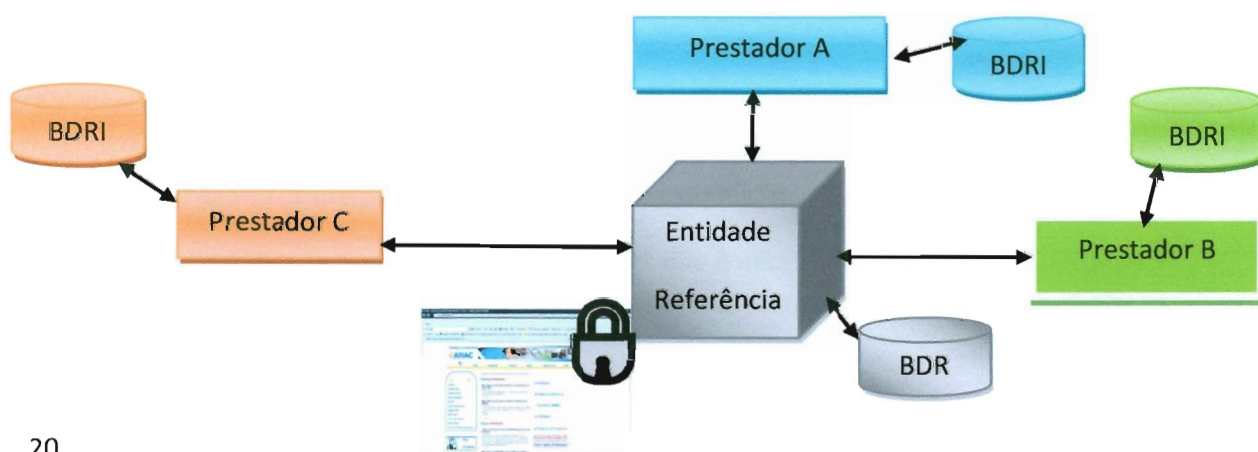 Prestador A
BDRI
BDRI
BDRI
Prestador C
Entidade
Referência
Prestador B
BDR
ANAC
20